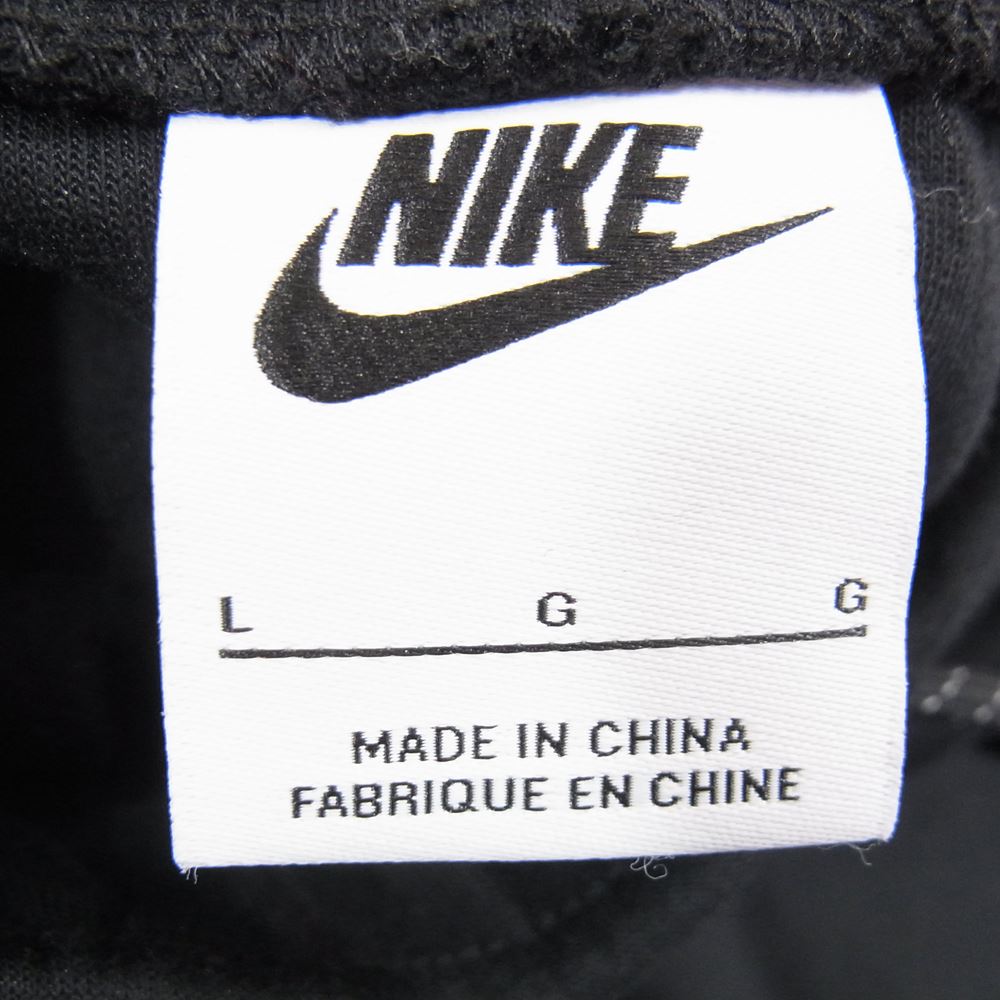 NIKE
L G G
MADE IN CHINA
FABRIQUE EN CHINE